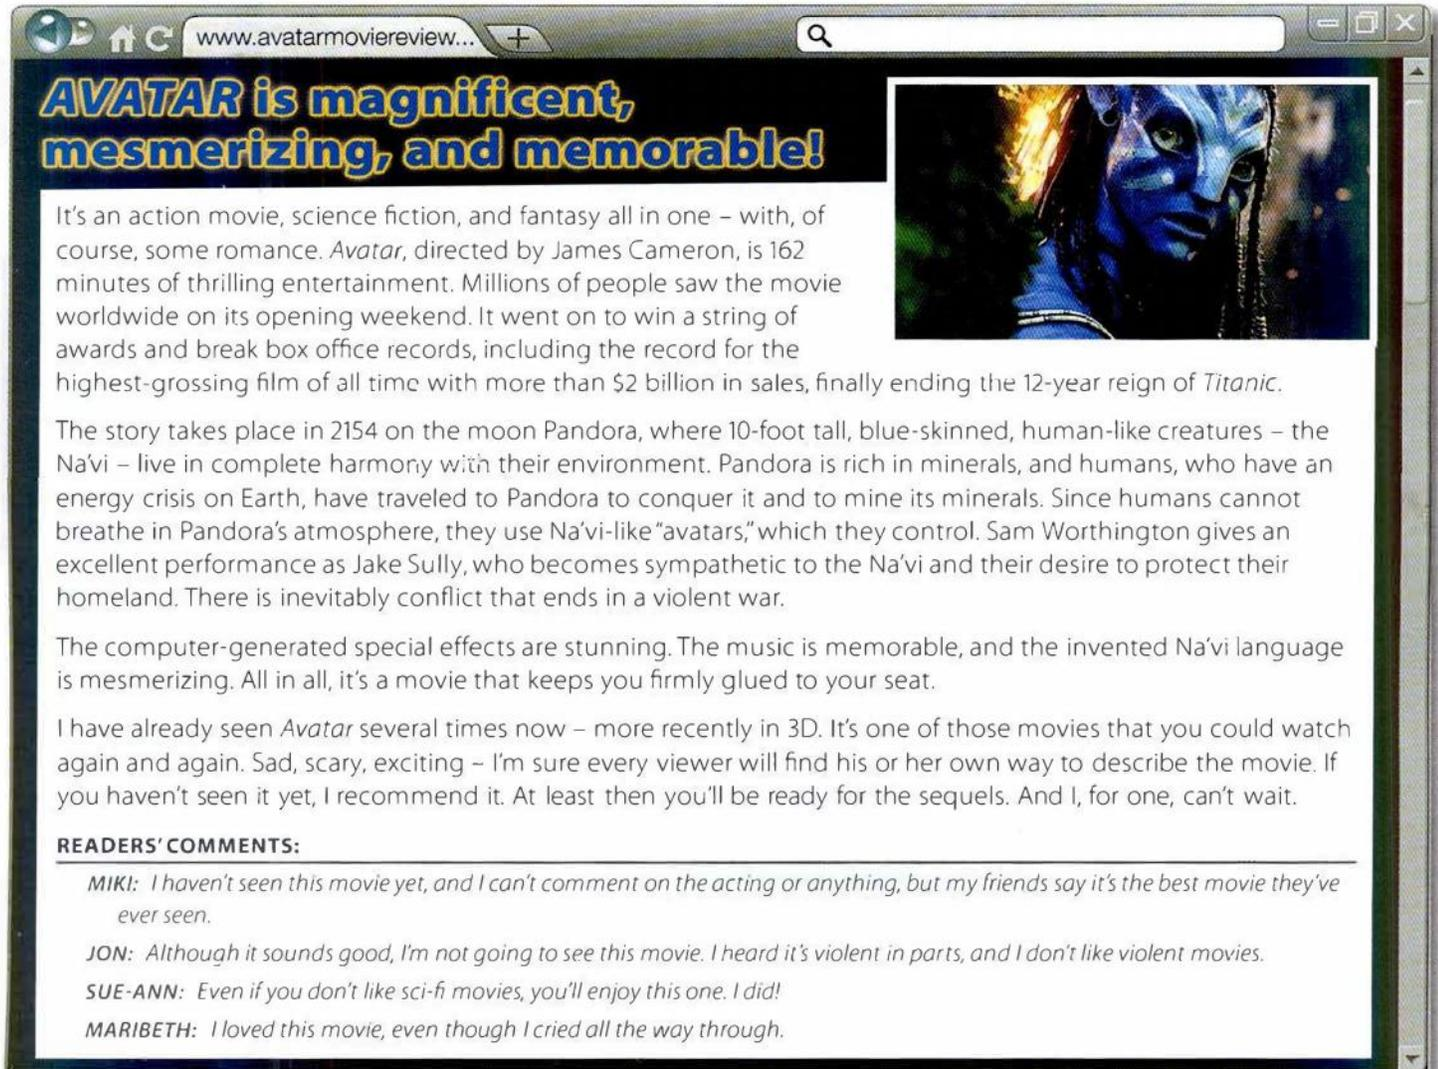 www.avatarmoviereview...
AVATAR is magnificent,
mesmerizing, and memorable!
It's an action movie, science fiction, and fantasy all in one – with, of
course, some romance. Avatar, directed by James Cameron, is 162
minutes of thrilling entertainment. Millions of people saw the movie
worldwide on its opening weekend. It went on to win a string of
awards and break box office records, including the record for the
highest-grossing film of all time with more than $2 billion in sales, finally ending the 12-year reign of Titanic.
The story takes place in 2154 on the moon Pandora, where 10-foot tall, blue-skinned, human-like creatures – the
Na'vi – live in complete harmony with their environment. Pandora is rich in minerals, and humans, who have an
energy crisis on Earth, have traveled to Pandora to conquer it and to mine its minerals. Since humans cannot
breathe in Pandora's atmosphere, they use Na'vi-like "avatars," which they control. Sam Worthington gives an
excellent performance as Jake Sully, who becomes sympathetic to the Na'vi and their desire to protect their
homeland. There is inevitably conflict that ends in a violent war.
The computer-generated special effects are stunning. The music is memorable, and the invented Na'vi language
is mesmerizing. All in all, it's a movie that keeps you firmly glued to your seat.
I have already seen Avatar several times now – more recently in 3D. It's one of those movies that you could watch
again and again. Sad, scary, exciting – I'm sure every viewer will find his or her own way to describe the movie. If
you haven't seen it yet, I recommend it. At least then you'll be ready for the sequels. And I, for one, can't wait.
READERS' COMMENTS:
MIKI: I haven't seen this movie yet, and I can't comment on the acting or anything, but my friends say it's the best movie they've
ever seen.
JON: Although it sounds good, I'm not going to see this movie. I heard it's violent in parts, and I don't like violent movies.
SUE-ANN: Even if you don't like sci-fi movies, you'll enjoy this one. I did!
MARIBETH: I loved this movie, even though I cried all the way through.